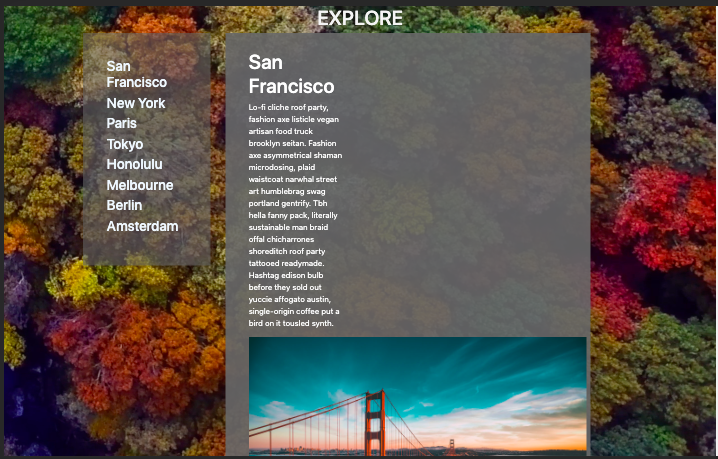 EXPLORE
San
Francisco
New York
Paris
Tokyo
Honolulu
Melbourne
Berlin
Amsterdam
San
Francisco
Lo-fi cliche roof party,
fashion axe listicle vegan
artisan food truck
brooklyn seitan. Fashion
axe asymmetrical shaman
microdosing, plaid
waistcoat narwhal street
art humblebrag swag
portland gentrify. Tbh
hella fanny pack, literally
sustainable man braid
offal chicharrones
shoreditch roof party
tattooed readymade.
Hashtag edison bulb
before they sold out
yuccie affogato austin,
single-origin coffee put a
bird on it tousled synth.